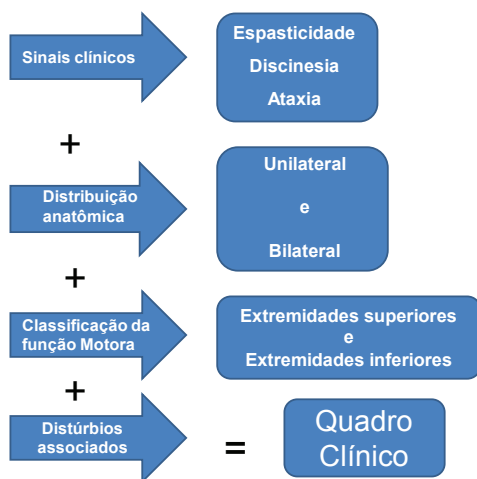 Sinais clínicos
Espasticidade
Discinesia
Ataxia
+
Distribuição
anatômica
Unilateral
e
Bilateral
+
Classificação da
função Motora
Extremidades superiores
e
Extremidades inferiores
+
Distúrbios
associados
=
Quadro
Clínico